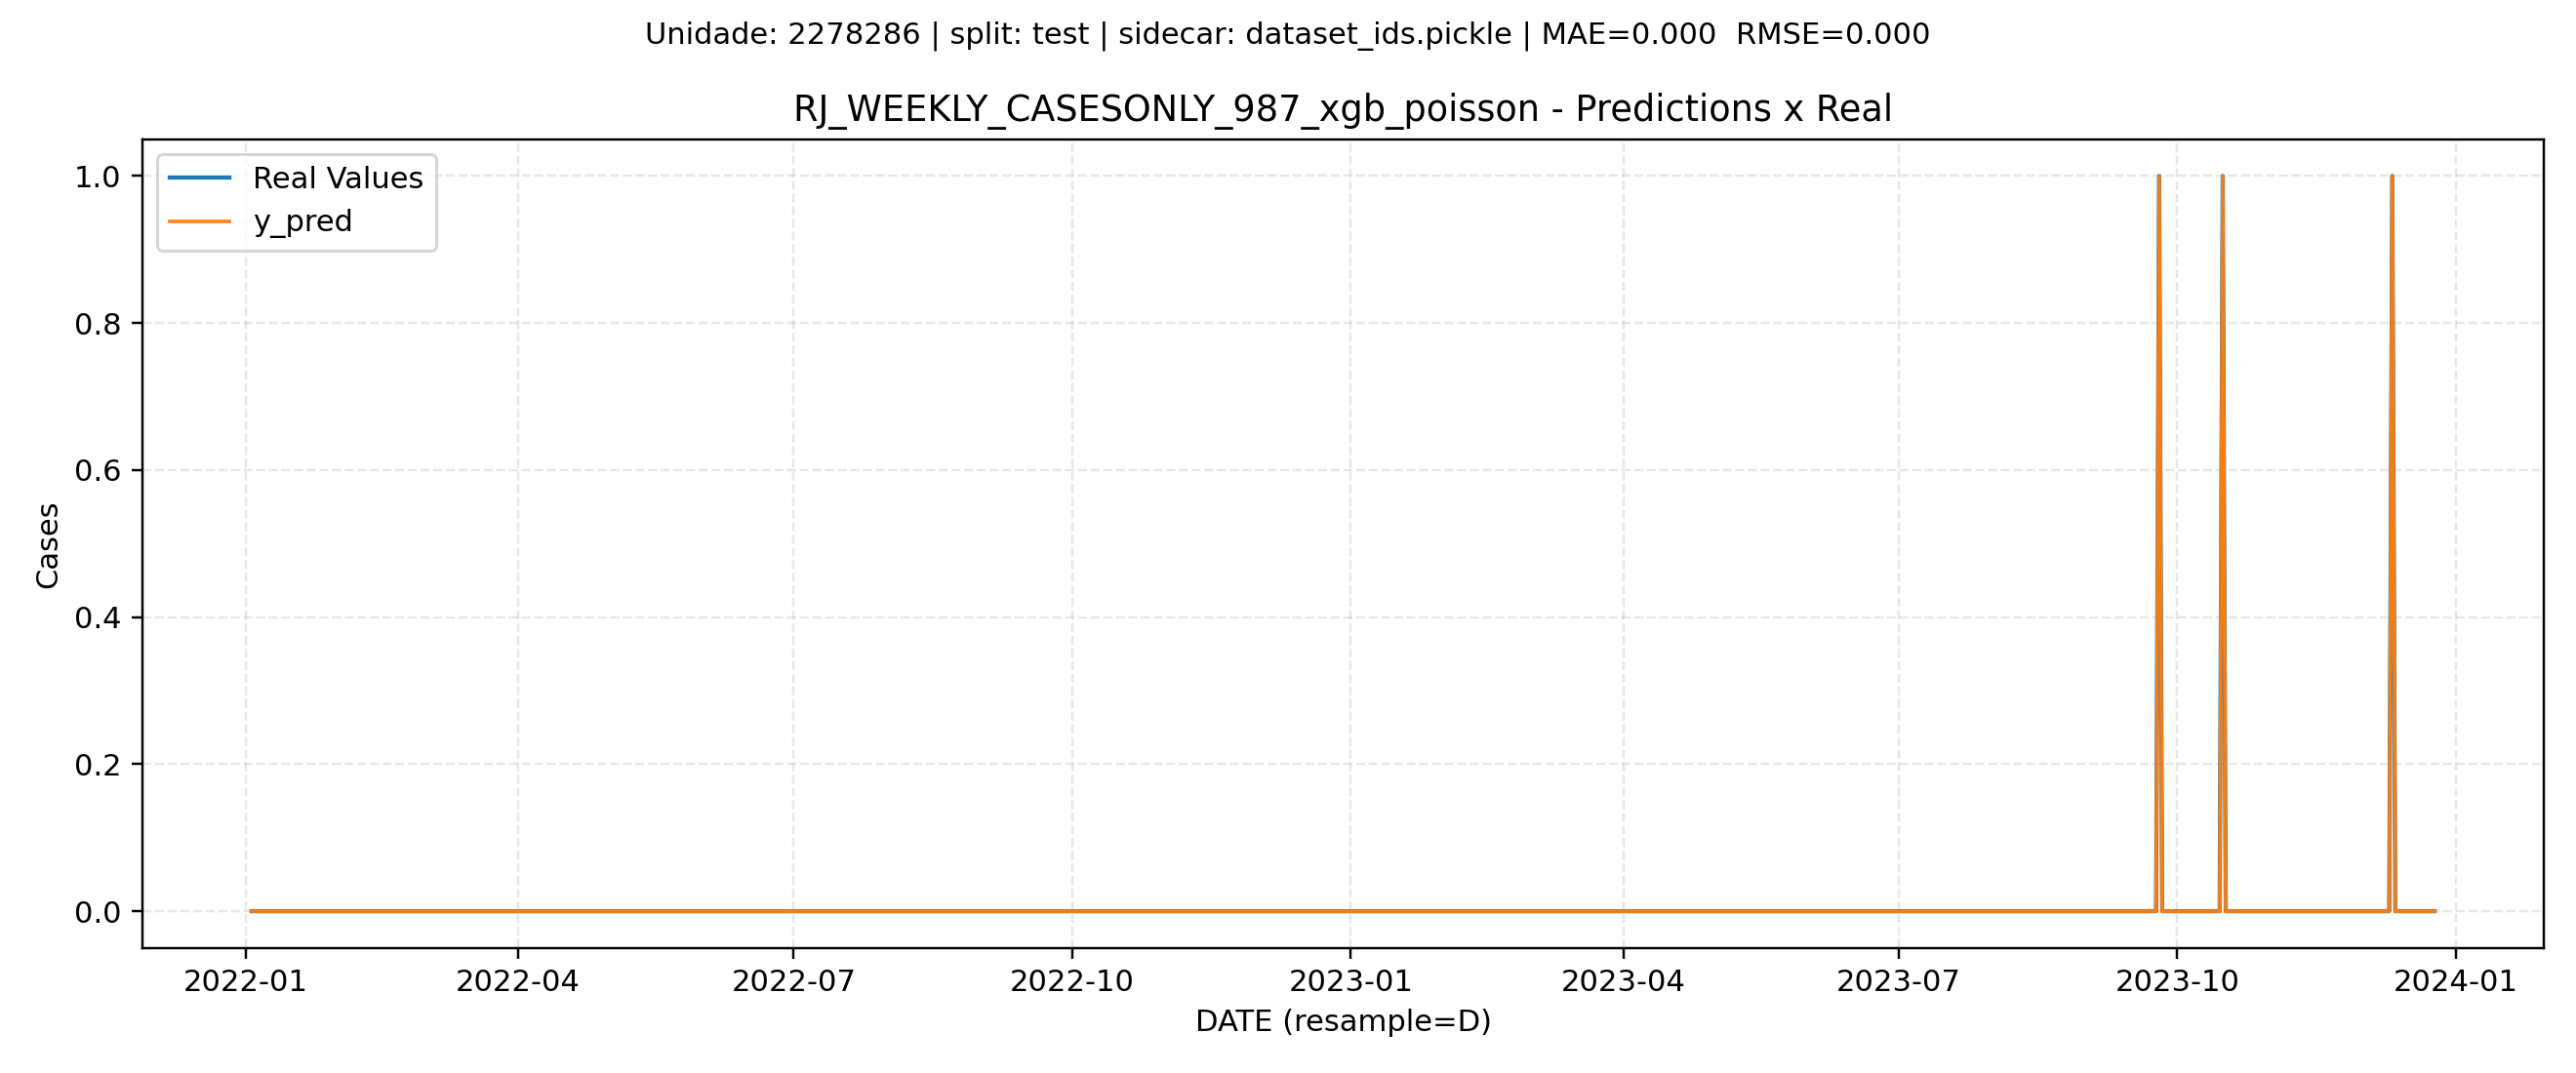 Unidade: 2278286 | split: test | sidecar: dataset_ids.pickle | MAE=0.000  RMSE=0.000
RJ_WEEKLY_CASESONLY_987_xgb_poisson - Predictions x Real
Real Values
y_pred
1.0
0.8
0.6
0.4
0.2
0.0
Cases
2022-01 2022-04 2022-07 2022-10 2023-01 2023-04 2023-07 2023-10 2024-01
DATE (resample=D)